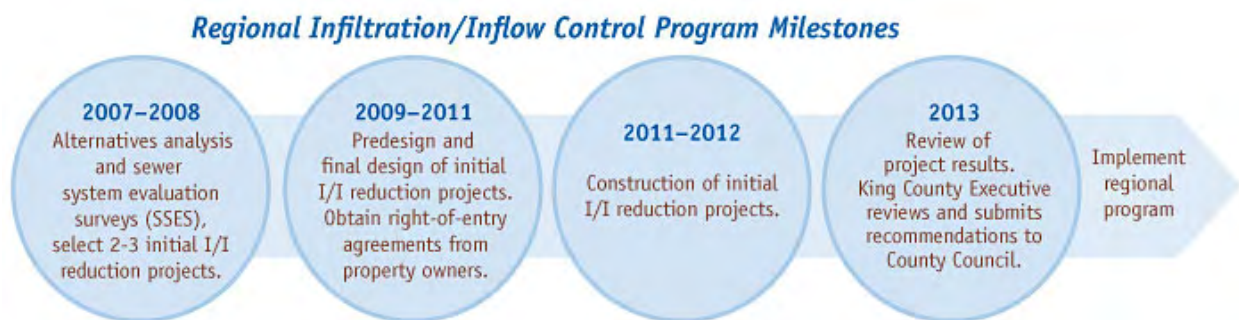 Regional Infiltration/Inflow Control Program Milestones
2007–2008
Alternatives analysis
and sewer
system evaluation
surveys (SSES),
select 2-3 initial I/I
reduction projects.
2009–2011
Predesign and
final design of initial
I/I reduction projects.
Obtain right-of-entry
agreements from
property owners.
2011–2012
Construction of initial
I/I reduction projects.
2013
Review of
project results.
King County Executive
reviews and submits
recommendations to
County Council.
Implement
regional
program